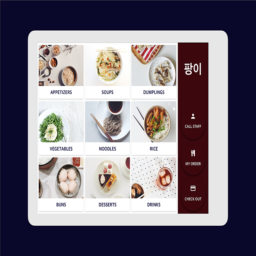 팡이
APPETIZERS
SOUPS
DUMPLINGS
CALL STAFF
VEGETABLES
NOODLES
RICE
MY ORDER
BUNS
DESSERTS
DRINKS
CHECK OUT